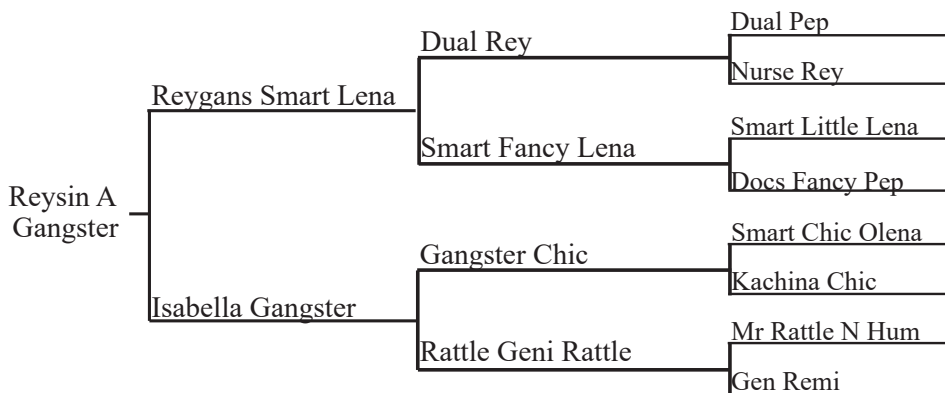 Dual Pep
Dual Rey
Nurse Rey
Reygans Smart Lena
Smart Little Lena
Smart Fancy Lena
Docs Fancy Pep
Reysin A
Gangster
Smart Chic Olena
Gangster Chic
Kachina Chic
Isabella Gangster
Mr Rattle N Hum
Rattle Geni Rattle
Gen Remi